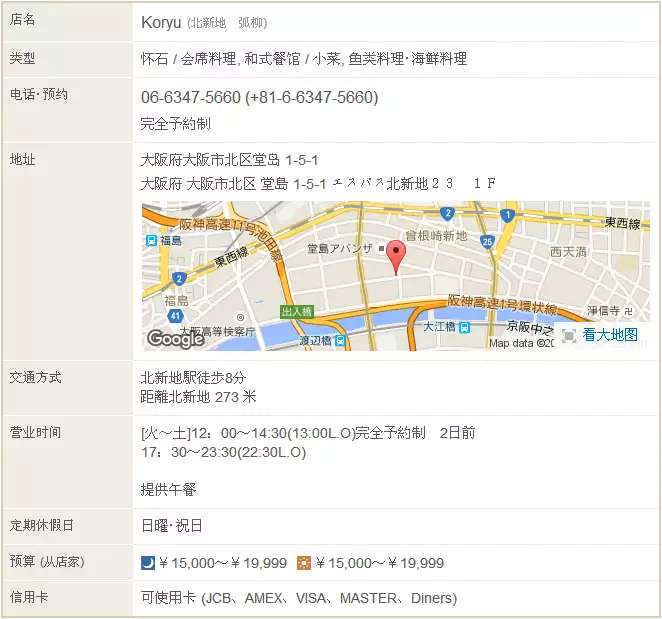 店名 Koryu (北新地 弧柳)
类型 怀石 / 会席料理, 和式餐馆 / 小菜, 鱼类料理·海鲜料理
电话·预约 06-6347-5660 (+81-6-6347-5660)
完全予約制
地址 大阪府大阪市北区堂岛 1-5-1
大阪府 大阪市北区 堂島 1-5-1 エスパス北新地２３ １Ｆ
阪神高速11号池田線
2
1
東西線
福島
堂島アバンザ
曾根崎新地
25
東西線
西天満
2
福島
41
出入橋
阪神高速1号環状線
淨信寺 卍
大阪高等検察庁
大江橋
京阪中之
看大地图
Google
渡辺橋
Map data ©20
交通方式 北新地駅徒歩8分
距離北新地 273 米
营业时间 [火～土]12：00～14:30(13:00L.O)完全予約制 2日前
17：30～23:30(22:30L.O)
提供午餐
定期休假日 日曜·祝日
预算 (从店家) ￥15,000～￥19,999 ￥15,000～￥19,999
信用卡 可使用卡 (JCB、AMEX、VISA、MASTER、Diners)